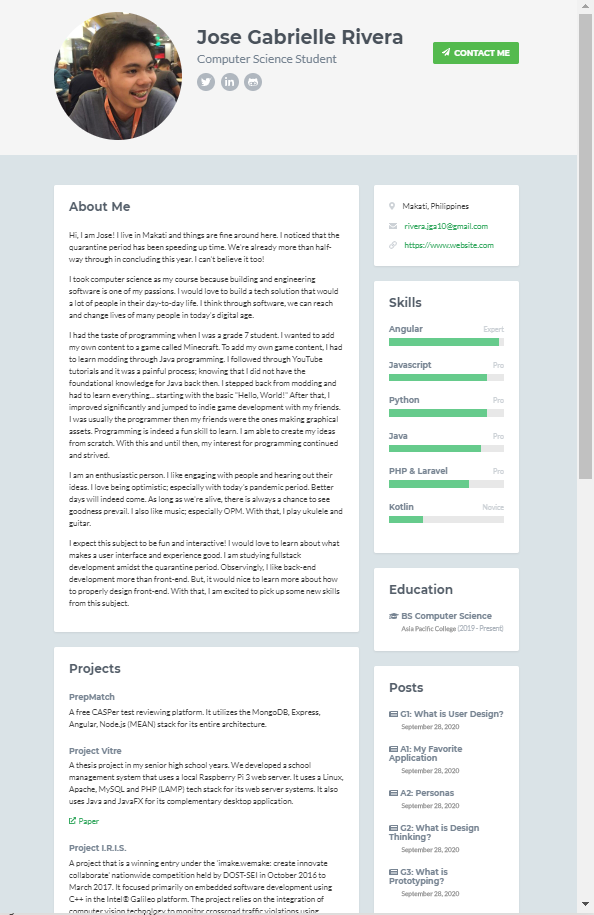 Jose Gabrielle Rivera
Computer Science Student
CONTACT ME
About Me
Hi, I am Jose! I live in Makati and things are fine around here. I noticed that the
quarantine period has been speeding up time. We're already more than half-
way through in concluding this year. I can't believe it too!
I took computer science as my course because building and engineering
software is one of my passions. I would love to build a tech solution that would
a lot of people in their day-to-day life. I think through software, we can reach
and change lives of many people in today's digital age.
I had the taste of programming when I was a grade 7 student. I wanted to add
my own content to a game called Minecraft. To add my own game content, I had
to learn modding through Java programming. I followed through YouTube
tutorials and it was a painful process; knowing that I did not have the
foundational knowledge for Java back then. I stepped back from modding and
had to learn everything... starting with the basic "Hello, World!" After that, I
improved significantly and jumped to indie game development with my friends.
I was usually the programmer then my friends were the ones making graphical
assets. Programming is indeed a fun skill to learn. I am able to create my ideas
from scratch. With this and until then, my interest for programming continued
and strived.
I am an enthusiastic person. I like engaging with people and hearing out their
ideas. I love being optimistic; especially with today's pandemic period. Better
days will indeed come. As long as we're alive, there is always a chance to see
goodness prevail. I also like music; especially OPM. With that, I play ukulele and
guitar.
I expect this subject to be fun and interactive! I would love to learn about what
makes a user interface and experience good. I am studying fullstack
development amidst the quarantine period. Observingly, I like back-end
development more than front-end. But, it would nice to learn more about how
to properly design front-end. With that, I am excited to pick up some new skills
from this subject.
Projects
PrepMatch
A free CASPer test reviewing platform. It utilizes the MongoDB, Express,
Angular, Node.js (MEAN) stack for its entire architecture.
Project Vitre
A thesis project in my senior high school years. We developed a school
management system that uses a local Raspberry Pi 3 web server. It uses a Linux,
Apache, MySQL and PHP (LAMP) tech stack for its web server systems. It also
uses Java and JavaFX for its complementary desktop application.
Paper
Project I.R.I.S.
A project that is a winning entry under the 'imake.wemake: create innovate
collaborate' nationwide competition held by DOST-SEI in October 2016 to
March 2017. It focused primarily on embedded software development using
C++ in the Intel® Galileo platform. The project relies on the integration of
computer vision technology to monitor crossroad traffic violations using
Makati, Philippines
rivera.jga10@gmail.com
https://www.website.com
Skills
Angular Expert
Javascript Pro
Python Pro
Java Pro
PHP & Laravel Pro
Kotlin Novice
Education
BS Computer Science
Asia Pacific College (2019 - Present)
Posts
G1: What is User Design?
September 28, 2020
A1: My Favorite
Application
September 28, 2020
A2: Personas
September 28, 2020
G2: What is Design
Thinking?
September 28, 2020
G3: What is
Prototyping?
September 28, 2020